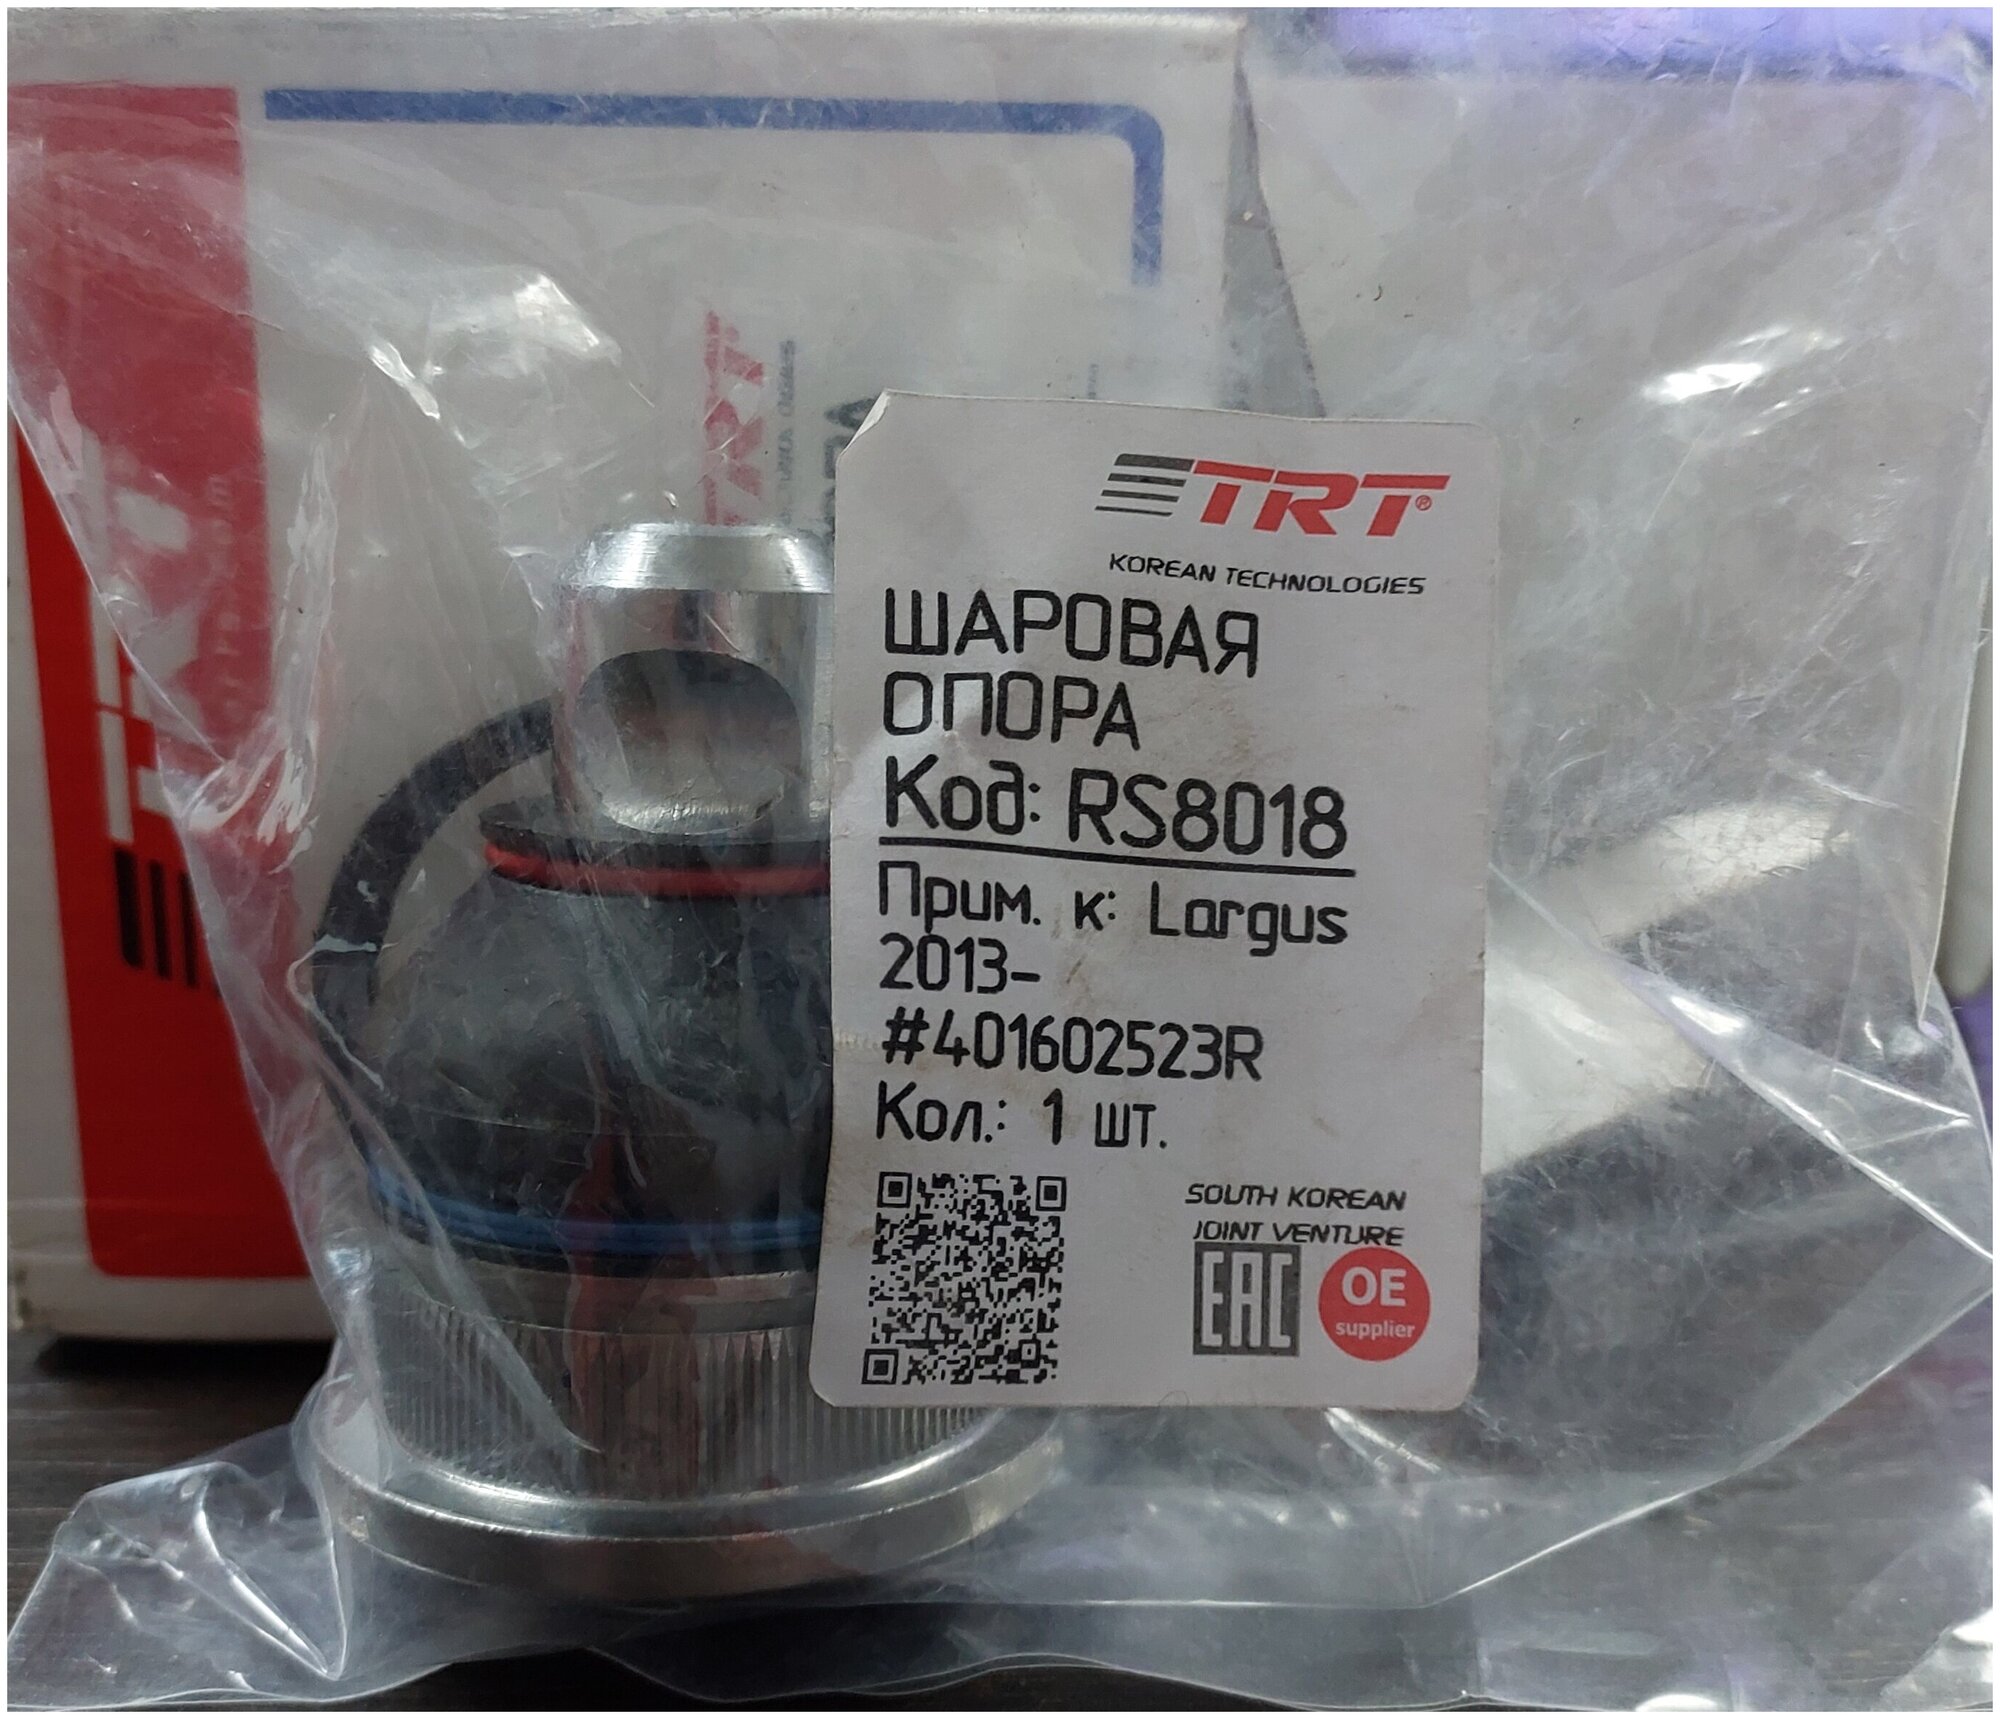 TRT®
KOREAN TECHNOLOGIES
ШАРОВАЯ
ОПОРА
Код: RS8018
Прим. к: Largus
2013-
#401602523R
Кол.: 1 шт.
SOUTH KOREAN
JOINT VENTURE
EAC
OE
supplier